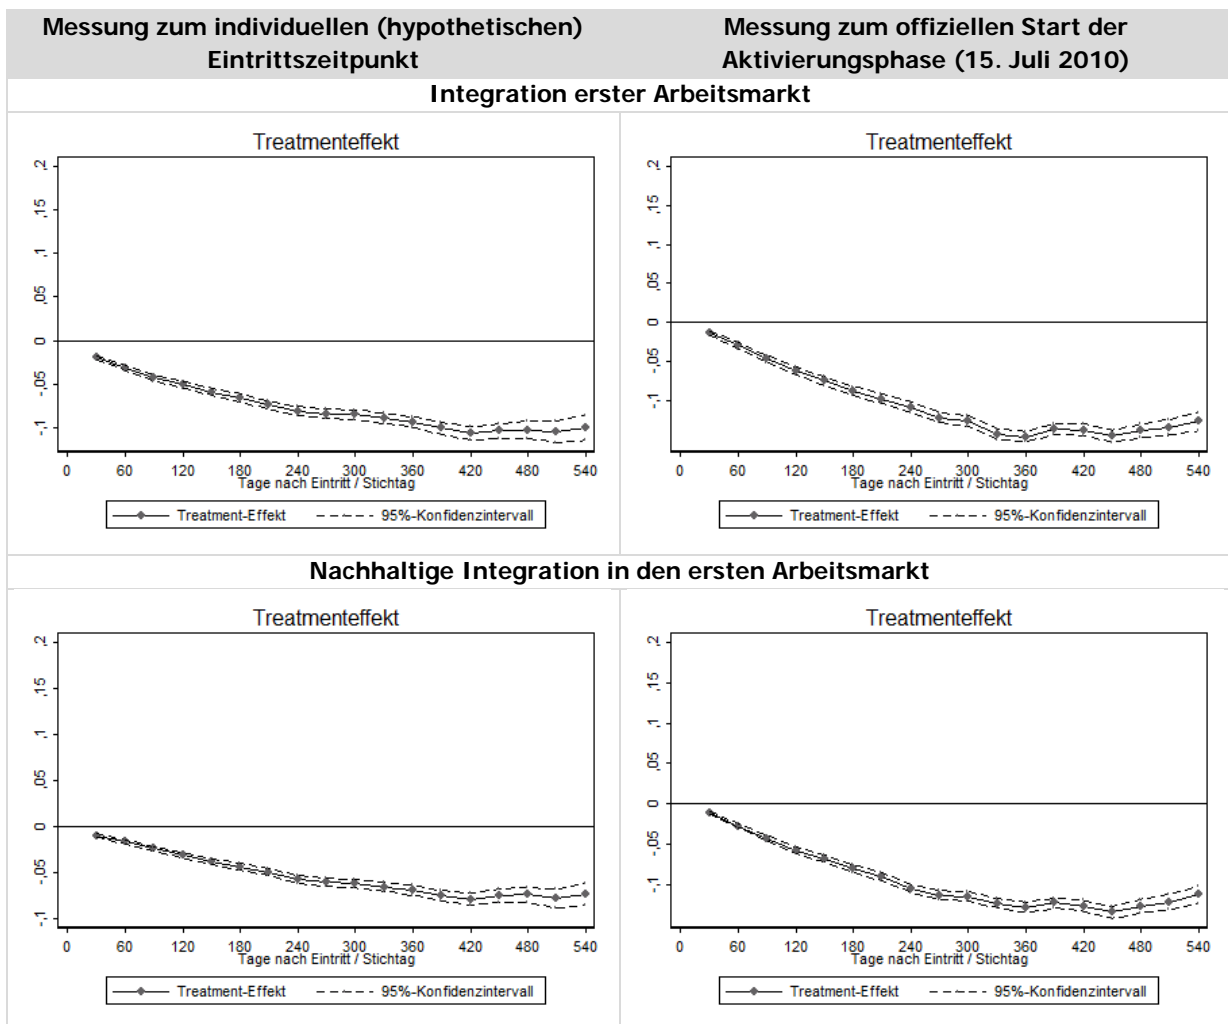 Messung zum individuellen (hypothetischen)
Eintrittszeitpunkt
Messung zum offiziellen Start der
Aktivierungsphase (15. Juli 2010)
Integration erster Arbeitsmarkt
Treatmenteffekt
,2
,15
,1
,05
0
-,05
-,1
0 60 120 180 240 300 360 420 480 540
Tage nach Eintritt / Stichtag
Treatment-Effekt 95%-Konfidenzintervall
Treatmenteffekt
,2
,15
,1
,05
0
-,05
-,1
0 60 120 180 240 300 360 420 480 540
Tage nach Eintritt / Stichtag
Treatment-Effekt 95%-Konfidenzintervall
Nachhaltige Integration in den ersten Arbeitsmarkt
Treatmenteffekt
,2
,15
,1
,05
0
-,05
-,1
0 60 120 180 240 300 360 420 480 540
Tage nach Eintritt / Stichtag
Treatment-Effekt 95%-Konfidenzintervall
Treatmenteffekt
,2
,15
,1
,05
0
-,05
-,1
0 60 120 180 240 300 360 420 480 540
Tage nach Eintritt / Stichtag
Treatment-Effekt 95%-Konfidenzintervall